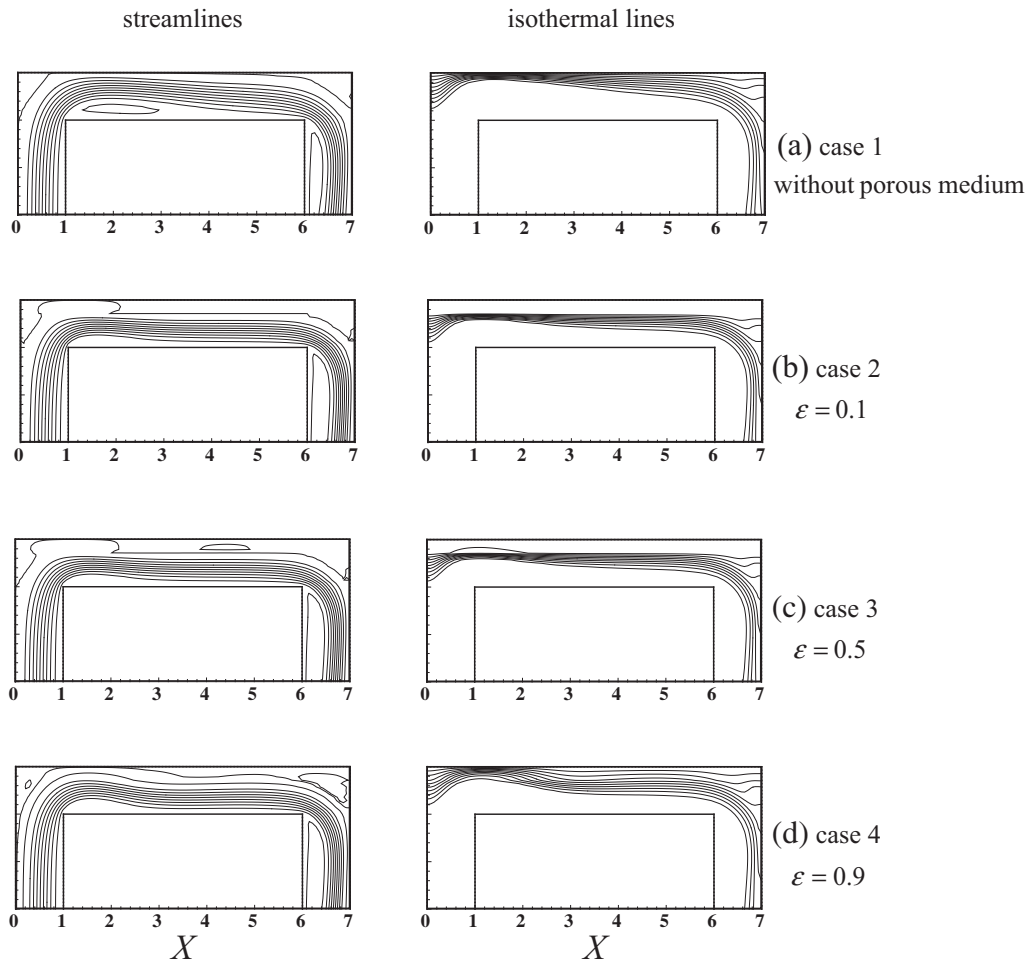 streamlines isothermal lines
0 1 2 3 4 5 6 7 0 1 2 3 4 5 6 7
(a) case 1
without porous medium
0 1 2 3 4 5 6 7 0 1 2 3 4 5 6 7
(b) case 2
ε = 0.1
0 1 2 3 4 5 6 7 0 1 2 3 4 5 6 7
(c) case 3
ε = 0.5
0 1 2 3 4 5 6 7 0 1 2 3 4 5 6 7
(d) case 4
ε = 0.9
X X